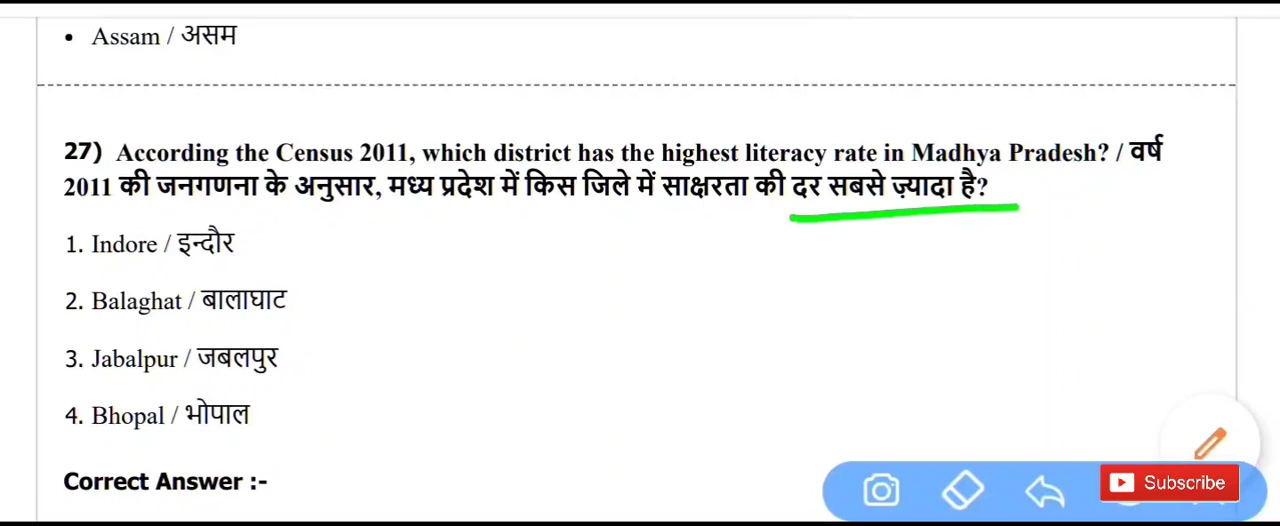 • Assam / असम
27) According the Census 2011, which district has the highest literacy rate in Madhya Pradesh? / वर्ष
2011 की जनगणना के अनुसार, मध्य प्रदेश में किस जिले में साक्षरता की दर सबसे ज़्यादा है?
1. Indore / इन्दौर
2. Balaghat / बालाघाट
3. Jabalpur / जबलपुर
4. Bhopal / भोपाल
Correct Answer :-
Subscribe